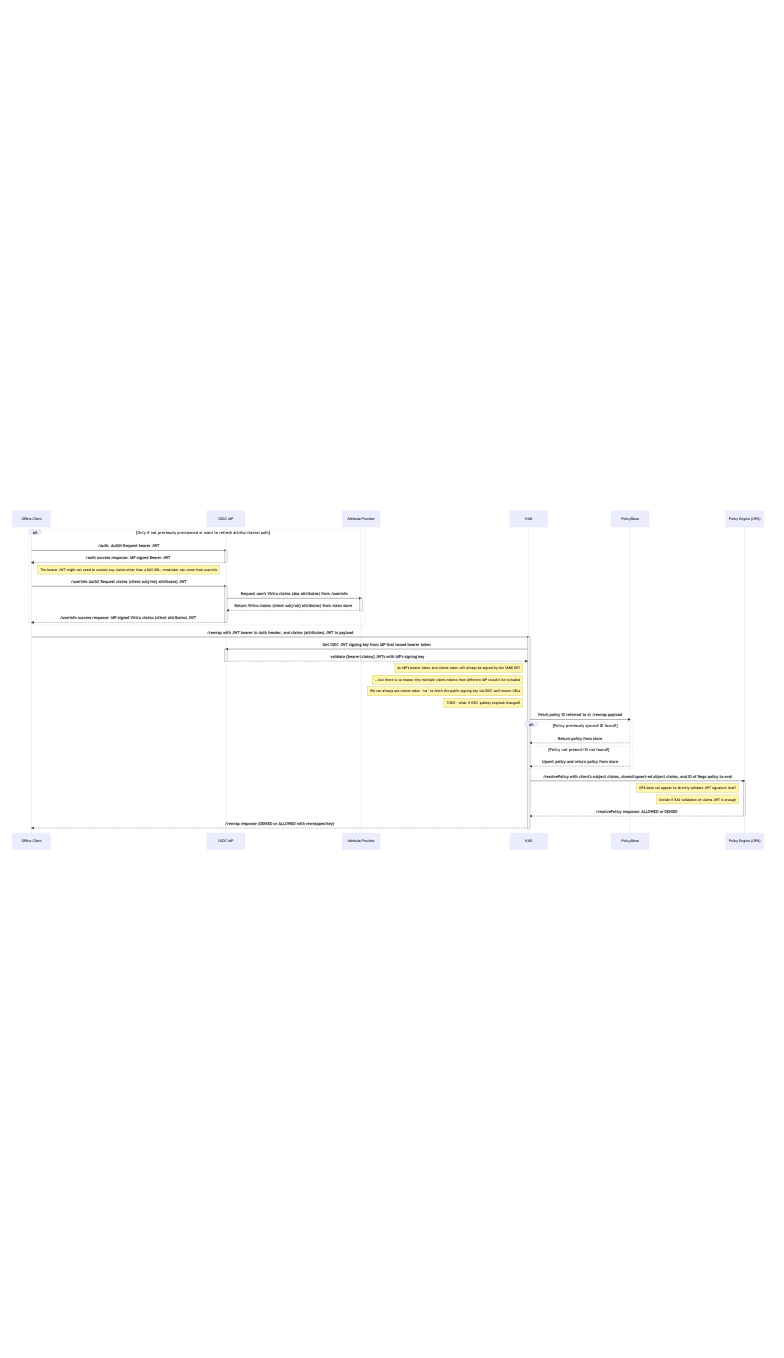 Offline Client
OIDC IdP
Attribute Provider
KAS
PolicyStore
Policy Engine (OPA)
alt
[Only if not previously provisioned or want to refresh attribs/claims/auth]
/auth: AuthN Request bearer JWT
/auth success response: IdP-signed Bearer JWT
The bearer JWT might not need to contain any claims other than a KAS URL, remainder can come from userinfo
/userinfo AuthZ Request claims (client subj/obj attributes) JWT
Request user's Virtru claims (aka attributes) from /userinfo
Return Virtru claims (client subj/obj attributes) from claim store
/userinfo success response: IdP-signed Virtru claims (client attributes) JWT
/rewrap with JWT bearer in Auth header, and claims (attributes) JWT in payload
Get OIDC JWT signing key from IdP that issued bearer token
validate [bearer|claims] JWTs with IdP's signing key
An IdP's bearer token and claims token will always be signed by the SAME KEY
...but there is no reason why multiple claims tokens from different IdP couldn't be included
We can always use claims token `iss` to fetch the public signing key via OIDC well-known URLs
TODO - what if OIDC pubkey expired/changed?
Fetch policy ID referred to in /rewrap payload
alt
[Policy previously synced/ID found?]
Return policy from store
[Policy not present/ID not found?]
Upsert policy and return policy from store
/resolvePolicy with client's subject claims, stored/upsert-ed object claims, and ID of Rego policy to eval
OPA does not appear to directly validate JWT signature itself
Decide if KAS validation of claims JWT is enough
/resolvePolicy response: ALLOWED or DENIED
/rewrap response (DENIED or ALLOWED with rewrapped key)
Offline Client
OIDC IdP
Attribute Provider
KAS
PolicyStore
Policy Engine (OPA)